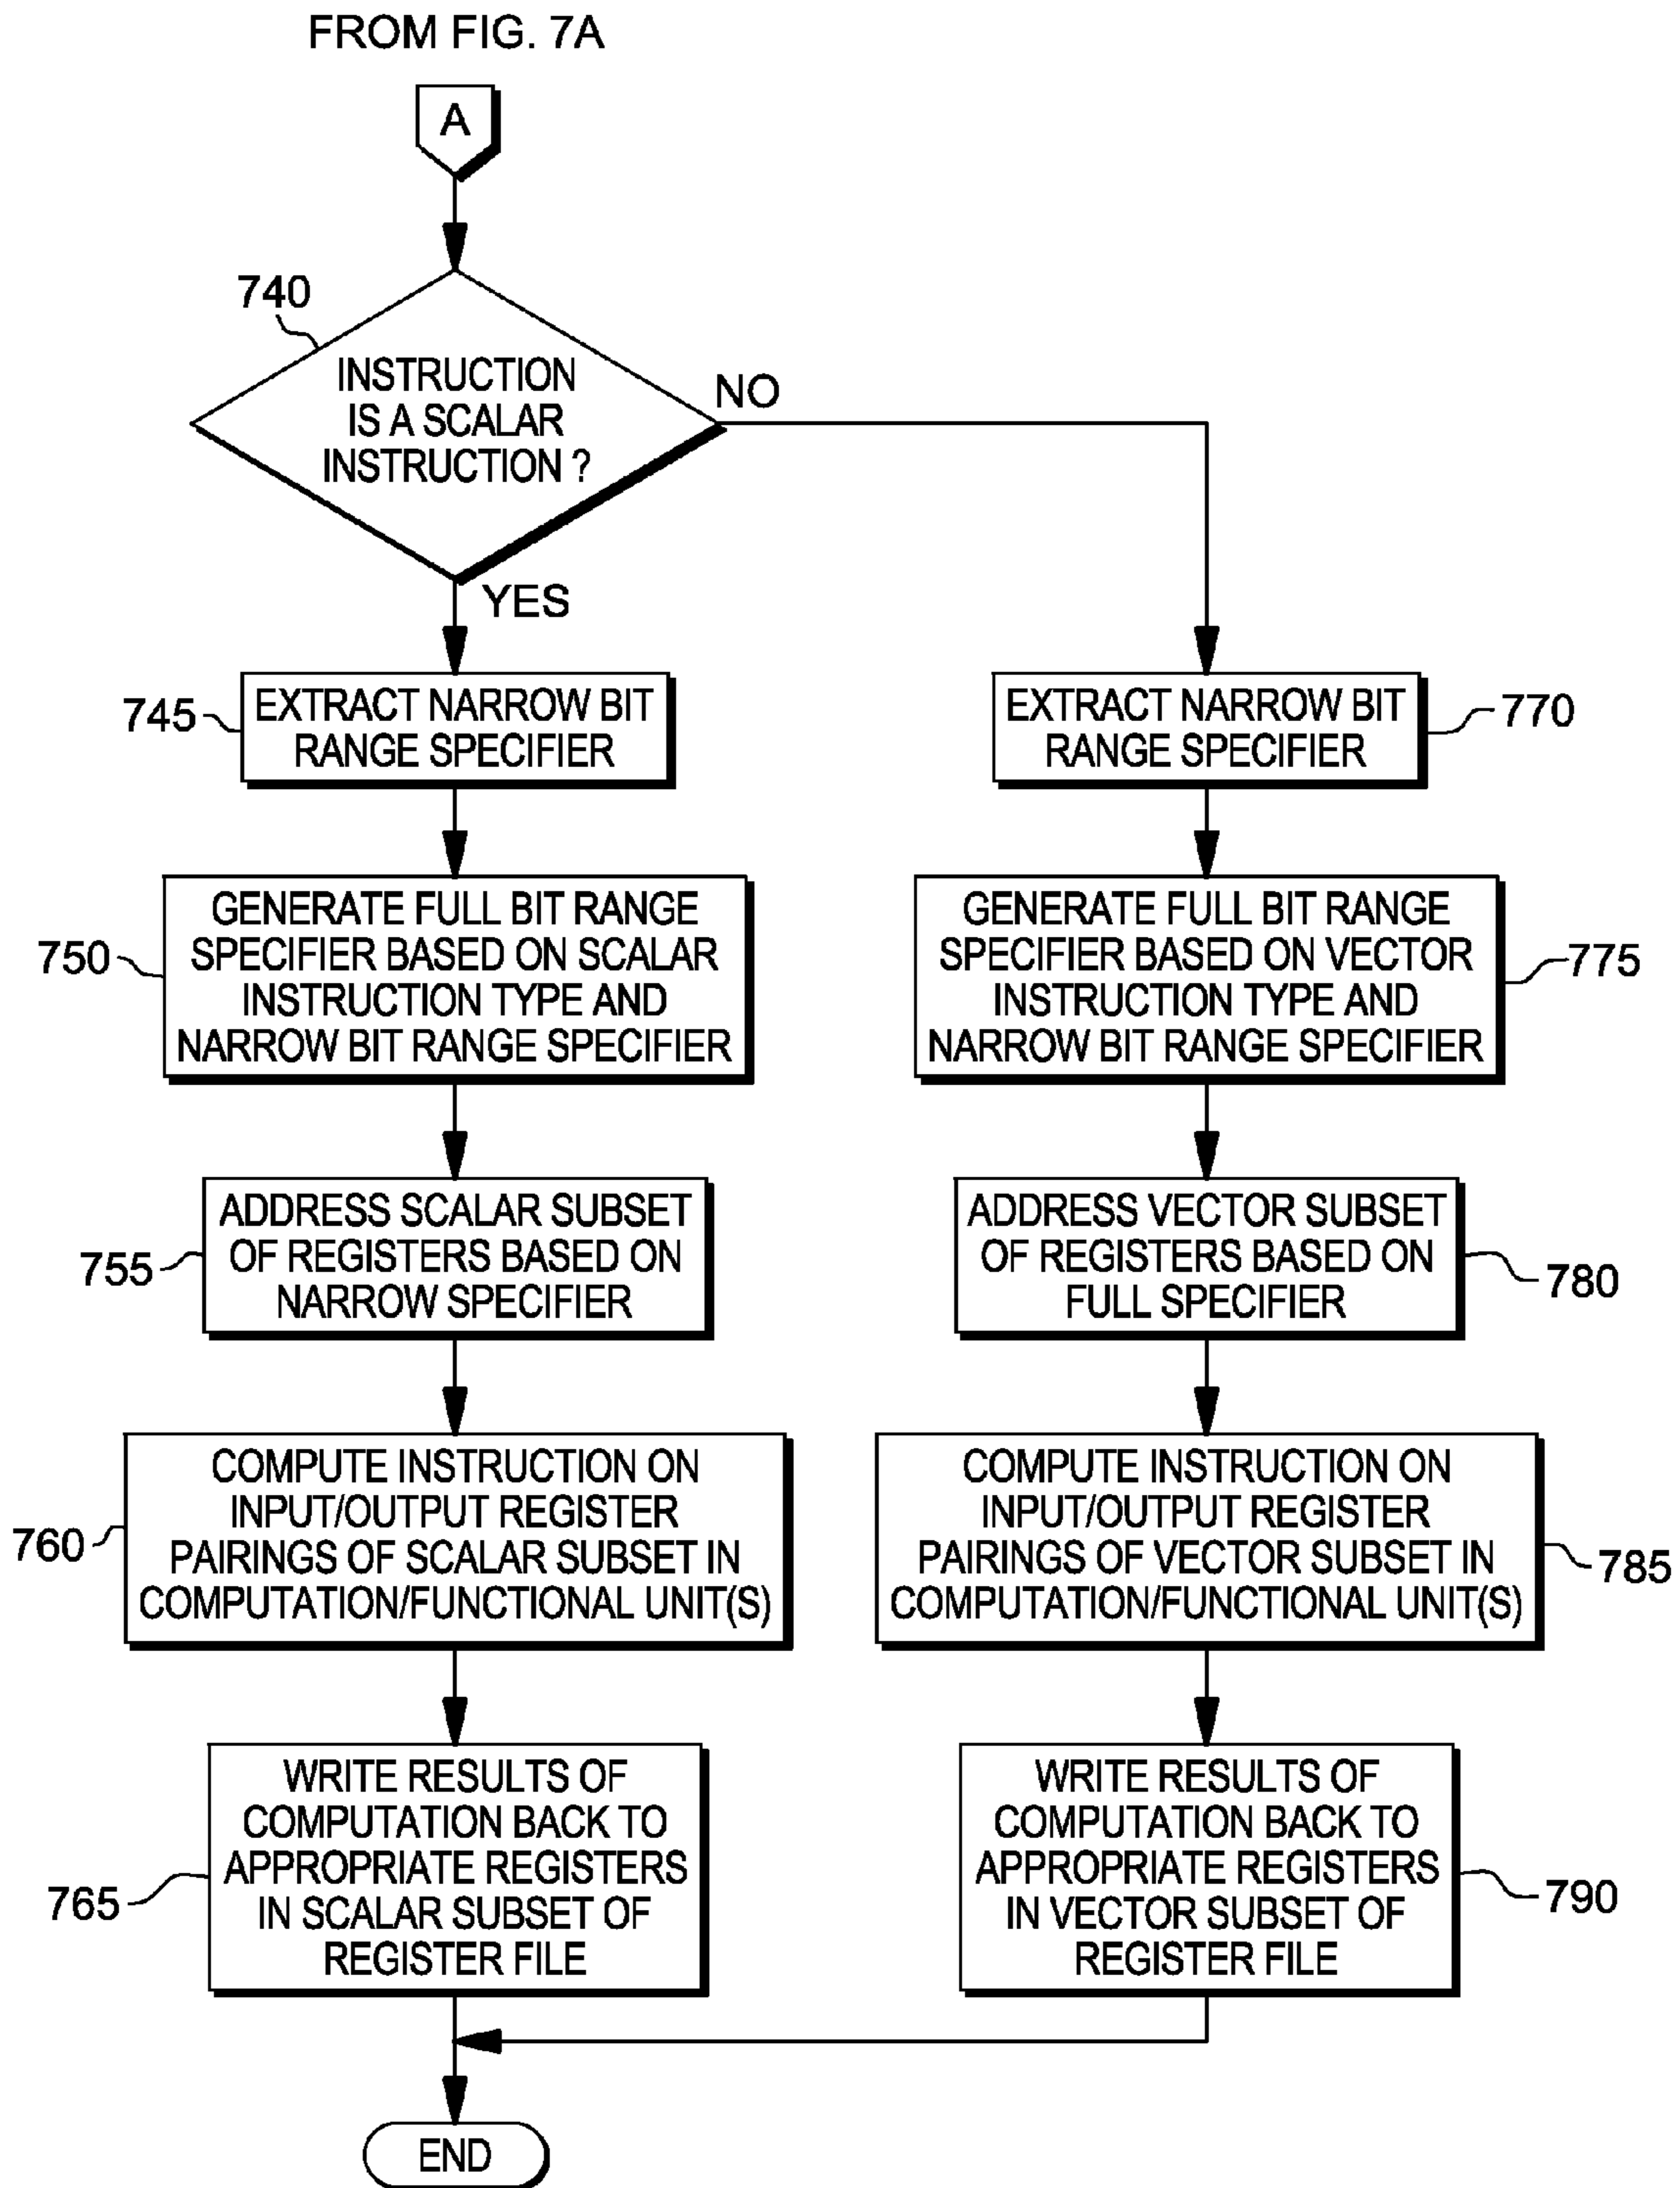 FROM FIG. 7A
A
740
INSTRUCTION
IS A SCALAR
INSTRUCTION ?
NO
YES
745
EXTRACT NARROW BIT
RANGE SPECIFIER
750
GENERATE FULL BIT RANGE
SPECIFIER BASED ON SCALAR
INSTRUCTION TYPE AND
NARROW BIT RANGE SPECIFIER
755
ADDRESS SCALAR SUBSET
OF REGISTERS BASED ON
NARROW SPECIFIER
760
COMPUTE INSTRUCTION ON
INPUT/OUTPUT REGISTER
PAIRINGS OF SCALAR SUBSET IN
COMPUTATION/FUNCTIONAL UNIT(S)
765
WRITE RESULTS OF
COMPUTATION BACK TO
APPROPRIATE REGISTERS
IN SCALAR SUBSET OF
REGISTER FILE
EXTRACT NARROW BIT
RANGE SPECIFIER
770
GENERATE FULL BIT RANGE
SPECIFIER BASED ON VECTOR
INSTRUCTION TYPE AND
NARROW BIT RANGE SPECIFIER
775
ADDRESS VECTOR SUBSET
OF REGISTERS BASED ON
FULL SPECIFIER
780
COMPUTE INSTRUCTION ON
INPUT/OUTPUT REGISTER
PAIRINGS OF VECTOR SUBSET IN
COMPUTATION/FUNCTIONAL UNIT(S)
785
WRITE RESULTS OF
COMPUTATION BACK TO
APPROPRIATE REGISTERS
IN VECTOR SUBSET OF
REGISTER FILE
790
END